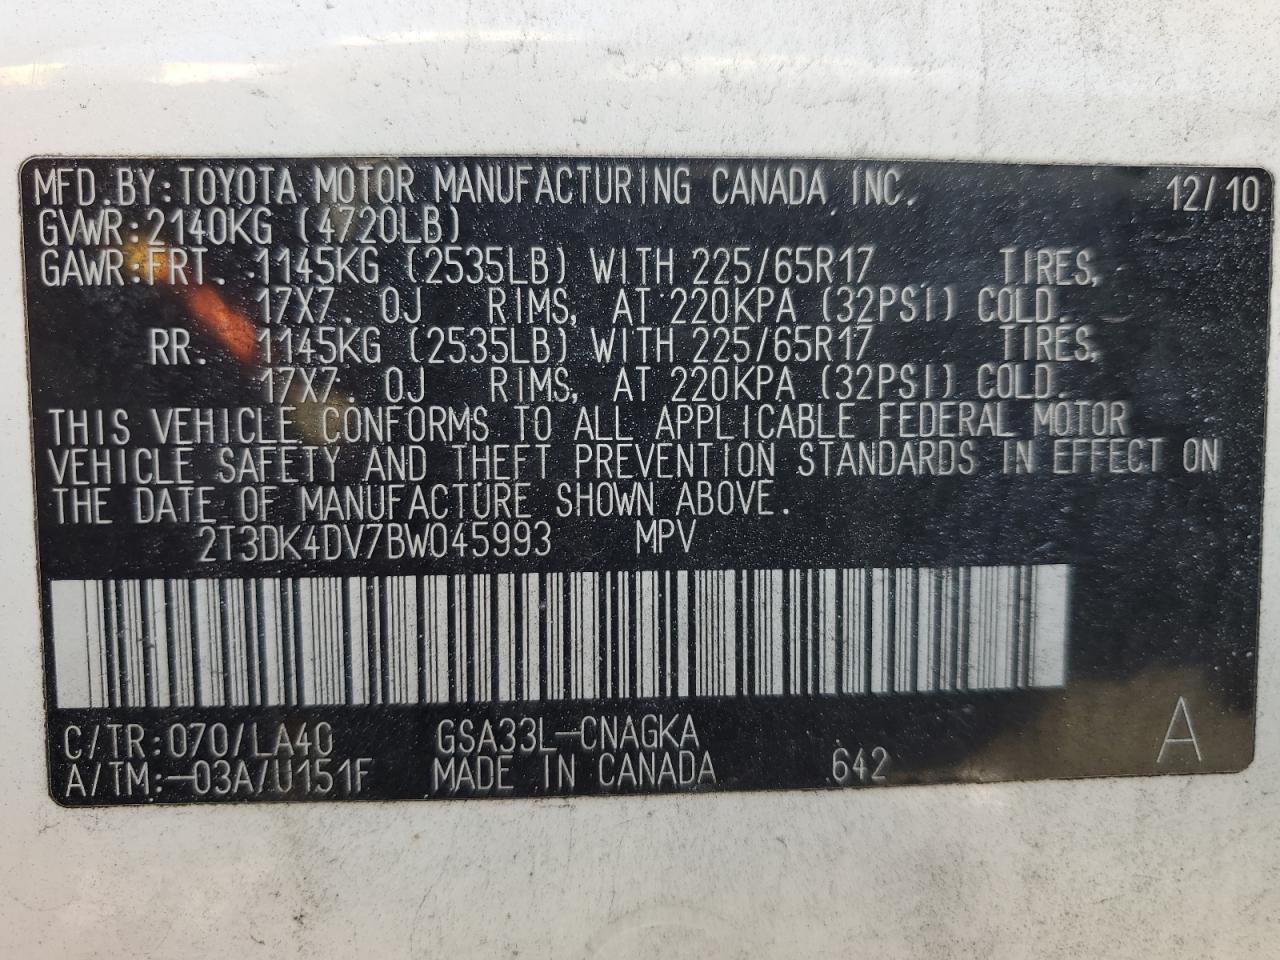 MFD.BY:TOYOTA MOTOR MANUFACTURING CANADA INC. 12/10
GVWR:2140KG (4720LB)
GAWR:FRT. 1145KG (2535LB) WITH 225/65R17 TIRES,
17X7. 0J RIMS, AT 220KPA (32PSI) COLD.
RR. 1145KG (2535LB) WITH 225/65R17 TIRES,
17X7. 0J RIMS, AT 220KPA (32PSI) COLD.
THIS VEHICLE CONFORMS TO ALL APPLICABLE FEDERAL MOTOR
VEHICLE SAFETY AND THEFT PREVENTION STANDARDS IN EFFECT ON
THE DATE OF MANUFACTURE SHOWN ABOVE.
2T3DK4DV7BW045993 MPV
C/TR:070/LA40 GSA33L-CNAGKA A
A/TM:-03A/U151F MADE IN CANADA 642